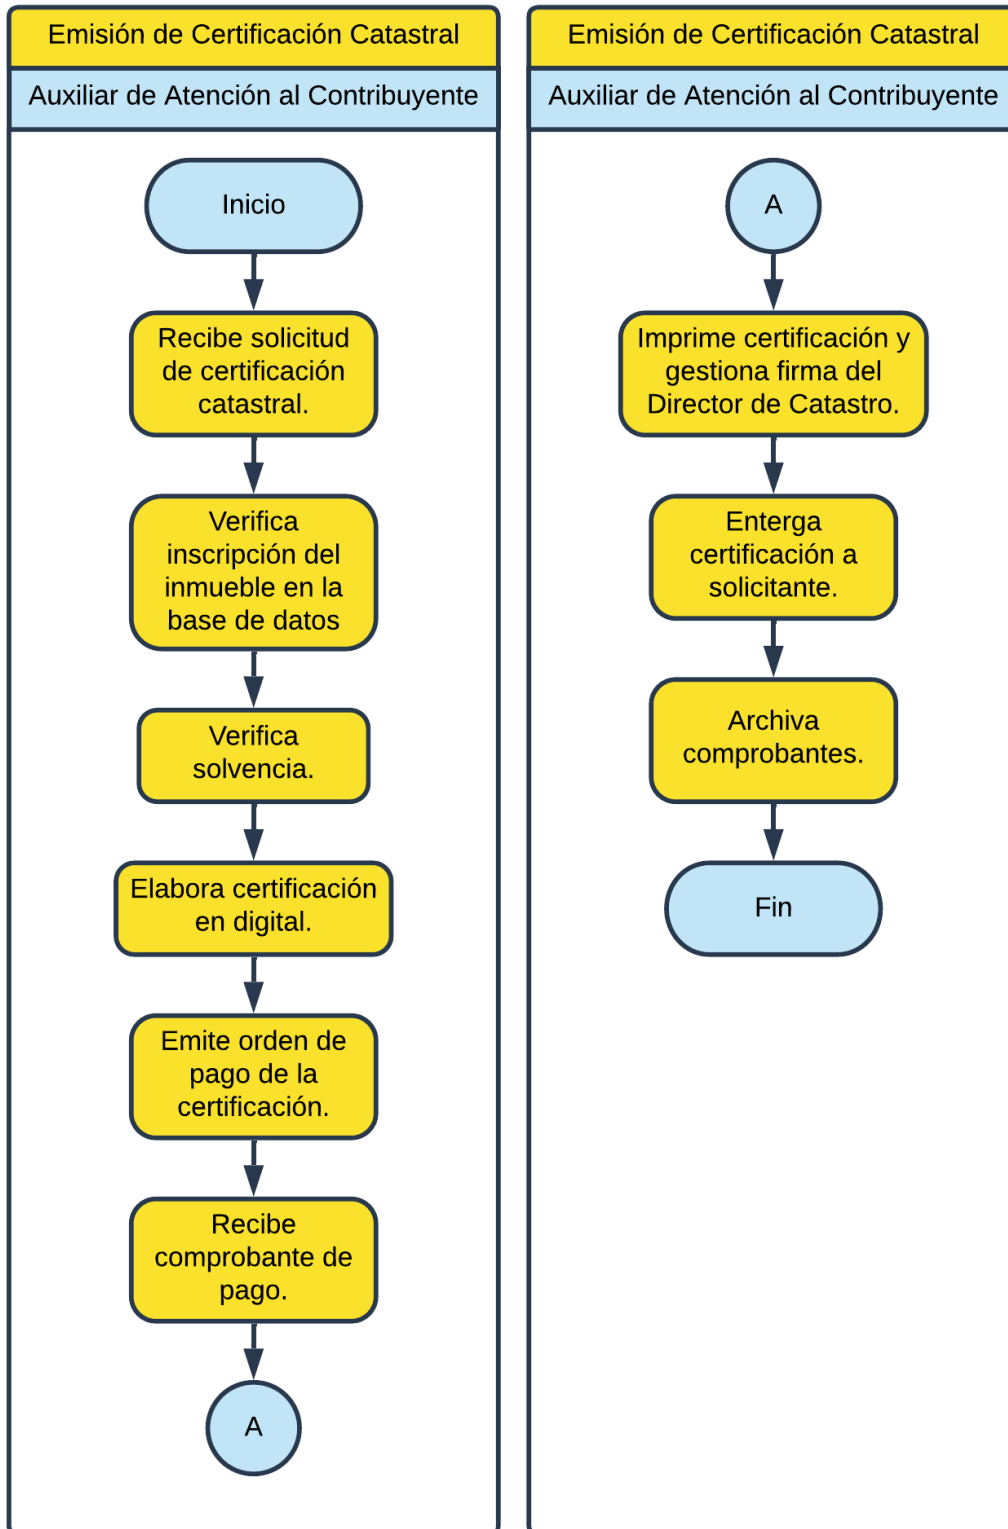 Emisión de Certificación Catastral
Auxiliar de Atención al Contribuyente
Inicio
Recibe solicitud
de certificación
catastral.
Verifica
inscripción del
inmueble en la
base de datos
Verifica
solvencia.
Elabora certificación
en digital.
Emite orden de
pago de la
certificación.
Recibe
comprobante de
pago.
A
Emisión de Certificación Catastral
Auxiliar de Atención al Contribuyente
A
Imprime certificación y
gestiona firma del
Director de Catastro.
Enterga
certificación a
solicitante.
Archiva
comprobantes.
Fin